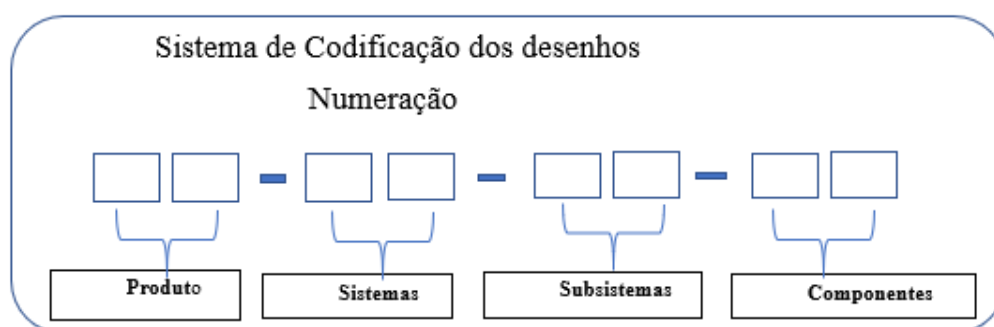 Sistema de Codificação dos desenhos
Numeração
Produto
Sistemas
Subsistemas
Componentes